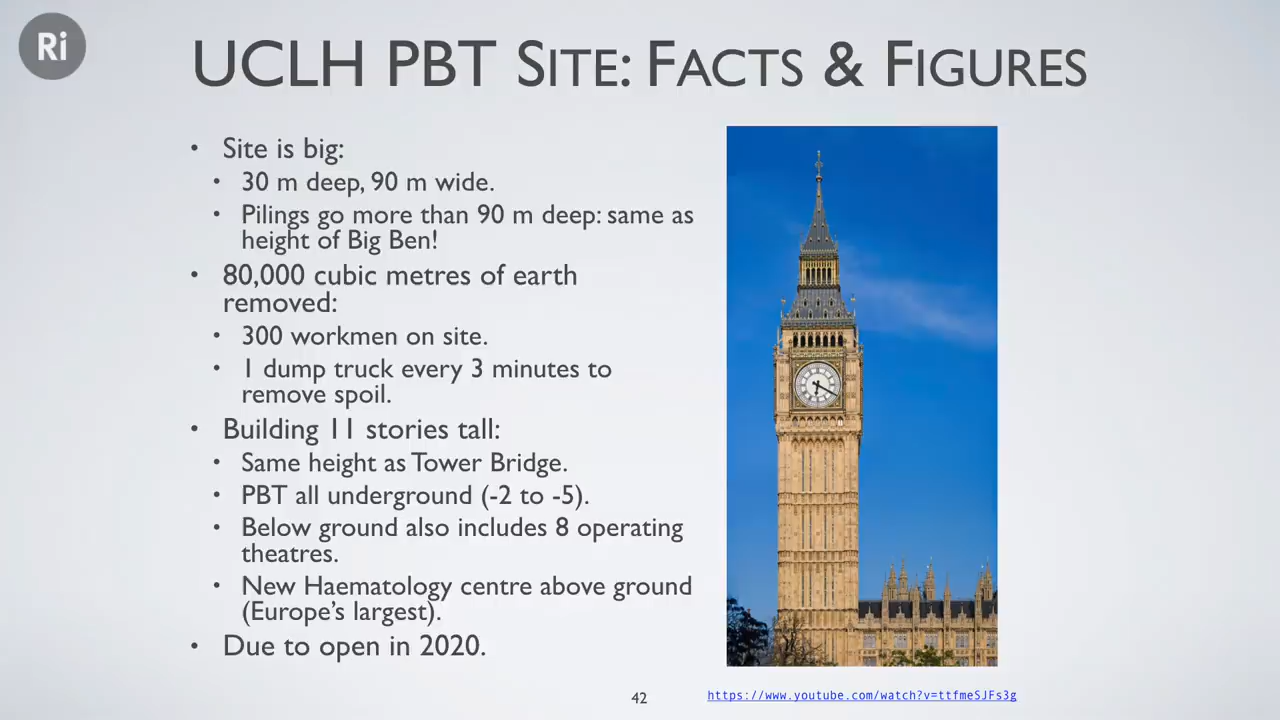 Ri
UCLH PBT SITE: FACTS & FIGURES
• Site is big:
• 30 m deep, 90 m wide.
• Pilings go more than 90 m deep: same as
height of Big Ben!
• 80,000 cubic metres of earth
removed:
• 300 workmen on site.
• 1 dump truck every 3 minutes to
remove spoil.
• Building 11 stories tall:
• Same height as Tower Bridge.
• PBT all underground (-2 to -5).
• Below ground also includes 8 operating
theatres.
• New Haematology centre above ground
(Europe's largest).
• Due to open in 2020.
42
https://www.youtube.com/watch?v=ttfmeSJFs3g